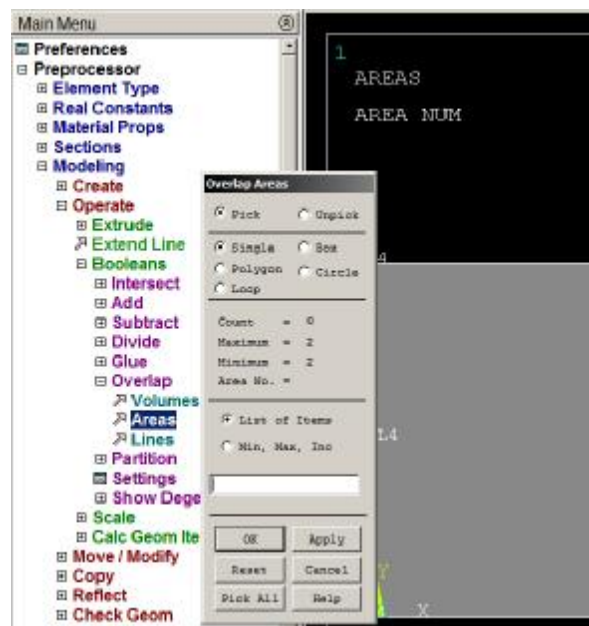 Main Menu
Preferences
Preprocessor
Element Type
Real Constants
Material Props
Sections
Modeling
Create
Operate
Extrude
Extend Line
Booleans
Intersect
Add
Subtract
Divide
Glue
Overlap
Volumes
Areas
Lines
Partition
Settings
Show Dege
Scale
Calc Geom Ite
Move / Modify
Copy
Reflect
Check Geom
Overlap Areas
Pick Unpick
Single Box
Polygon Circle
Loop
Count = 0
Maximum = 2
Minimum = 2
Area No. =
List of Items
Min, Max, Inc
OK Apply
Reset Cancel
Pick All Help
1
AREAS
AREA NUM
4
L4
Y
X